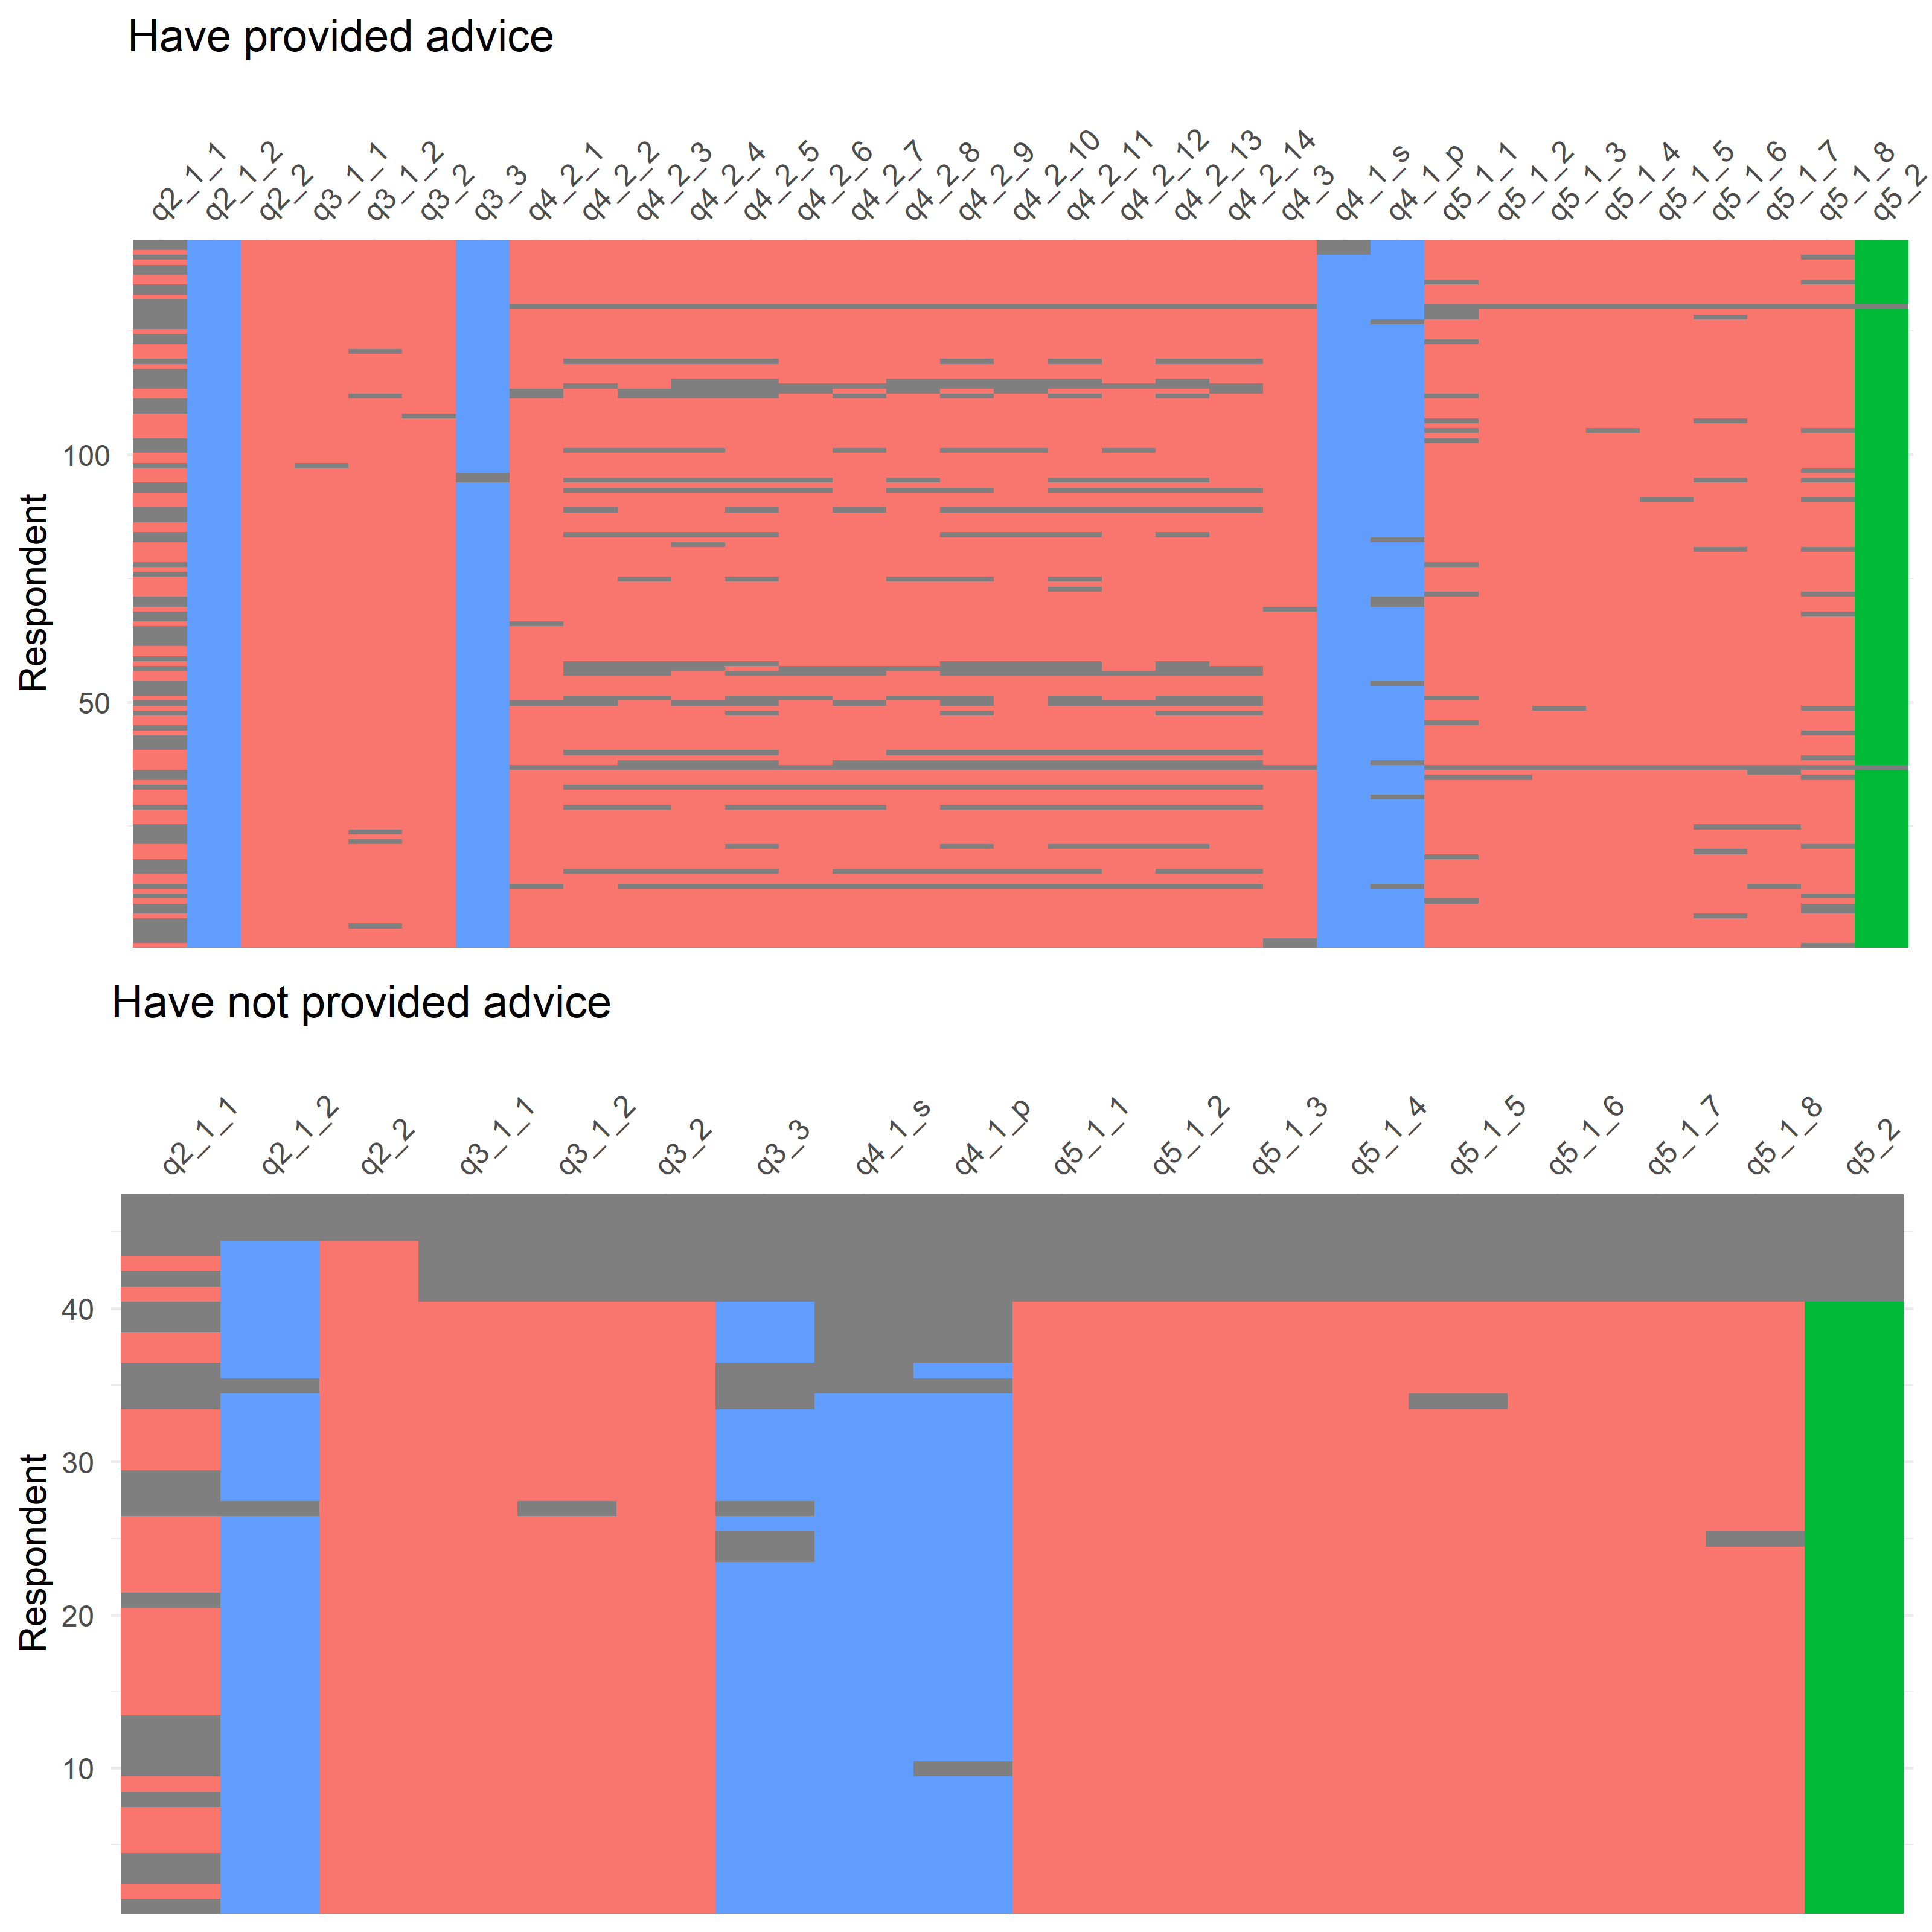 Have provided advice
q2_1_1 q2_1_2 q2_2 q3_1_1 q3_1_2 q3_2 q3_3 q4_2_1 q4_2_2 q4_2_3 q4_2_4 q4_2_5 q4_2_6 q4_2_7 q4_2_8 q4_2_9 q4_2_10 q4_2_11 q4_2_12 q4_2_13 q4_2_14 q4_3 q4_1_s q4_1_p q5_1_1 q5_1_2 q5_1_3 q5_1_4 q5_1_5 q5_1_6 q5_1_7 q5_1_8 q5_2
100
50
Respondent
Have not provided advice
q2_1_1 q2_1_2 q2_2 q3_1_1 q3_1_2 q3_2 q3_3 q4_1_s q4_1_p q5_1_1 q5_1_2 q5_1_3 q5_1_4 q5_1_5 q5_1_6 q5_1_7 q5_1_8 q5_2
40
30
20
10
Respondent